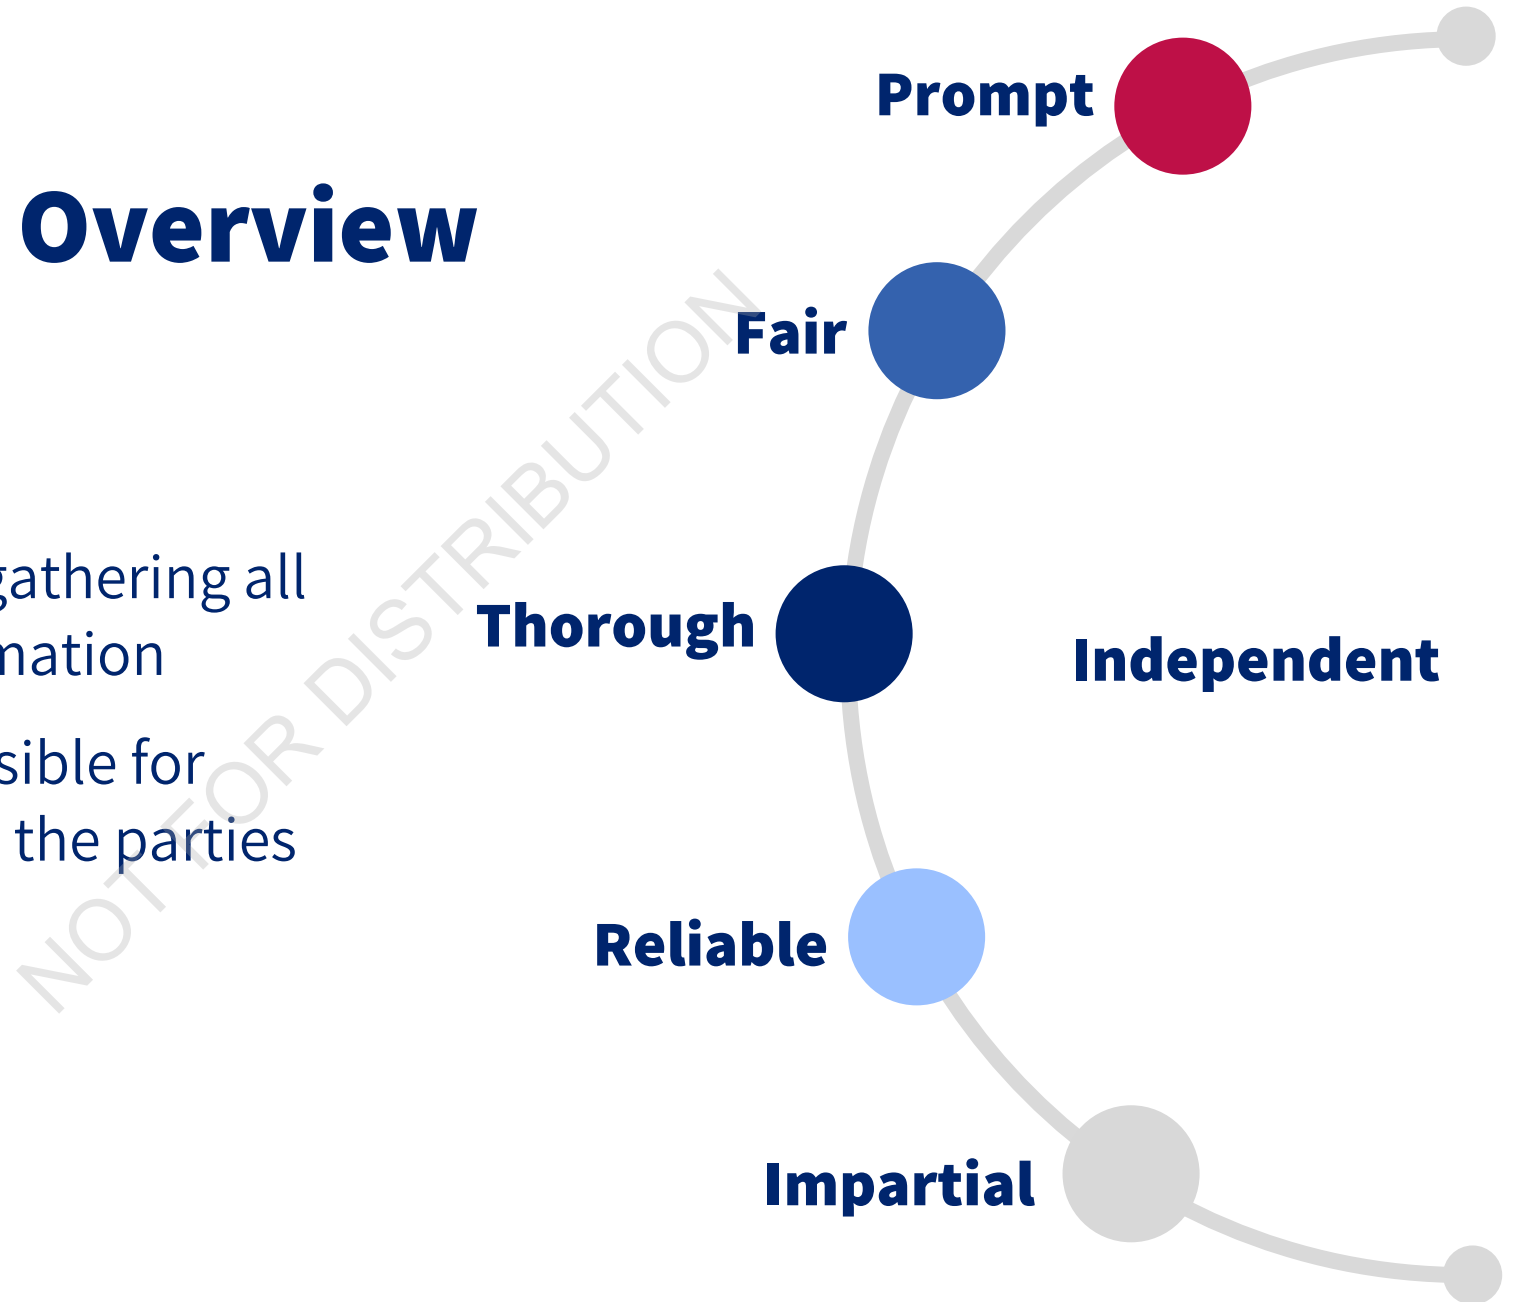 Overview
gathering all
mation
sible for
the parties
Prompt
Fair
Thorough
Independent
Reliable
Impartial
NOT FOR DISTRIBUTION